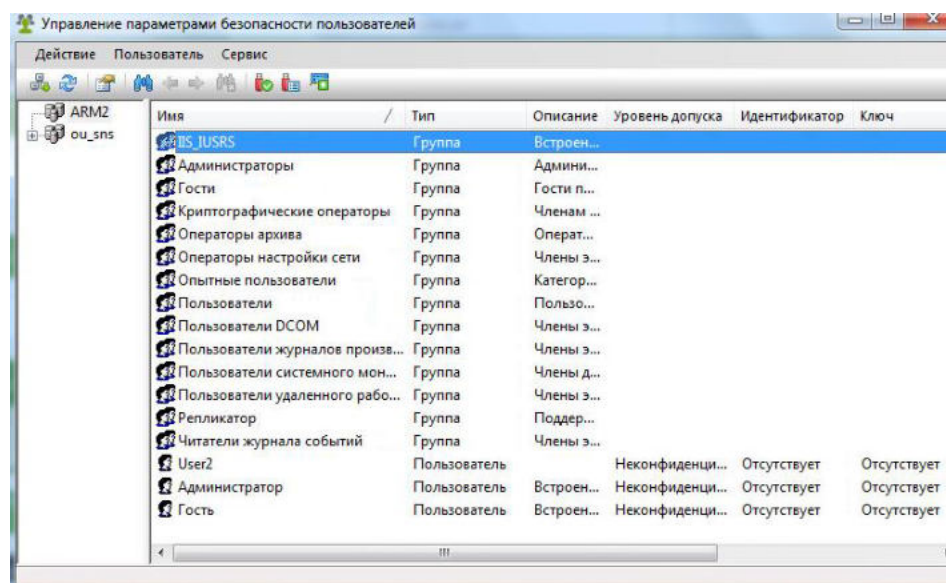 Управление параметрами безопасности пользователей
Действие Пользователь Сервис
ARM2
ou_sns
Имя / Тип Описание Уровень допуска Идентификатор Ключ
IIS_IUSRS Группа Встроен...
Администраторы Группа Админи...
Гости Группа Гости п...
Криптографические операторы Группа Членам ...
Операторы архива Группа Операт...
Операторы настройки сети Группа Члены э...
Опытные пользователи Группа Категор...
Пользователи Группа Пользо...
Пользователи DCOM Группа Члены э...
Пользователи журналов произв... Группа Члены э...
Пользователи системного мон... Группа Члены д...
Пользователи удаленного рабо... Группа Члены э...
Репликатор Группа Поддер...
Читатели журнала событий Группа Члены э...
User2 Пользователь Неконфиденци... Отсутствует Отсутствует
Администратор Пользователь Встроен... Неконфиденци... Отсутствует Отсутствует
Гость Пользователь Встроен... Неконфиденци... Отсутствует Отсутствует